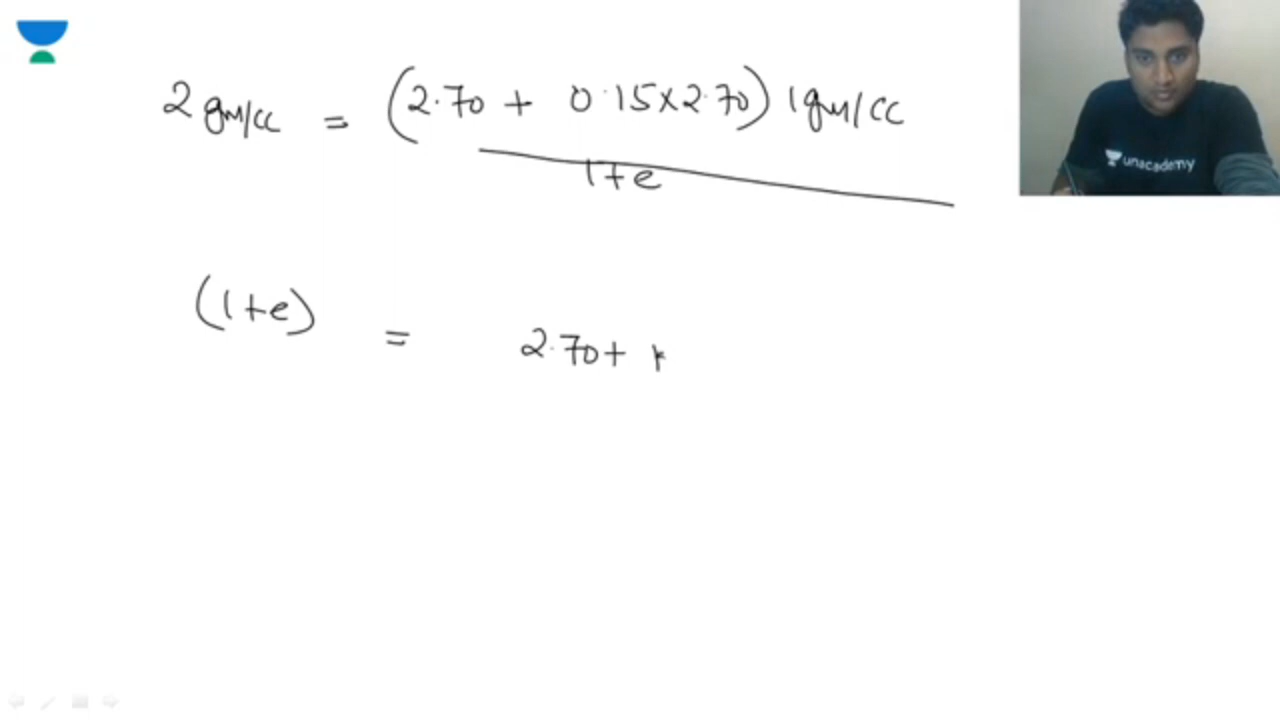 2 gm/cc = (2.70 + 0.15×2.70) 1gm/cc
1+e
(1+e) = 2.70+
unacademy